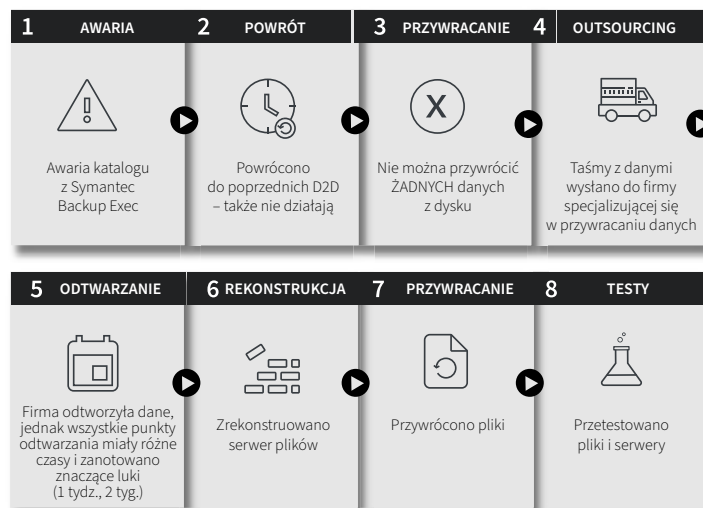 1 AWARIA
Awaria katalogu
z Symantec
Backup Exec
2 POWRÓT
Powrócono
do poprzednich D2D
– także nie działają
3 PRZYWRACANIE
X
Nie można przywrócić
ŻADNYCH danych
z dysku
4 OUTSOURCING
Taśmy z danymi
wysłano do firmy
specjalizującej się
w przywracaniu danych
5 ODTWARZANIE
Firma odtworzyła dane,
jednak wszystkie punkty
odtwarzania miały różne
czasy i zanotowano
znaczące luki
(1 tydz., 2 tyg.)
6 REKONSTRUKCJA
Zrekonstruowano
serwer plików
7 PRZYWRACANIE
Przywrócono pliki
8 TESTY
Przetestowano
pliki i serwery